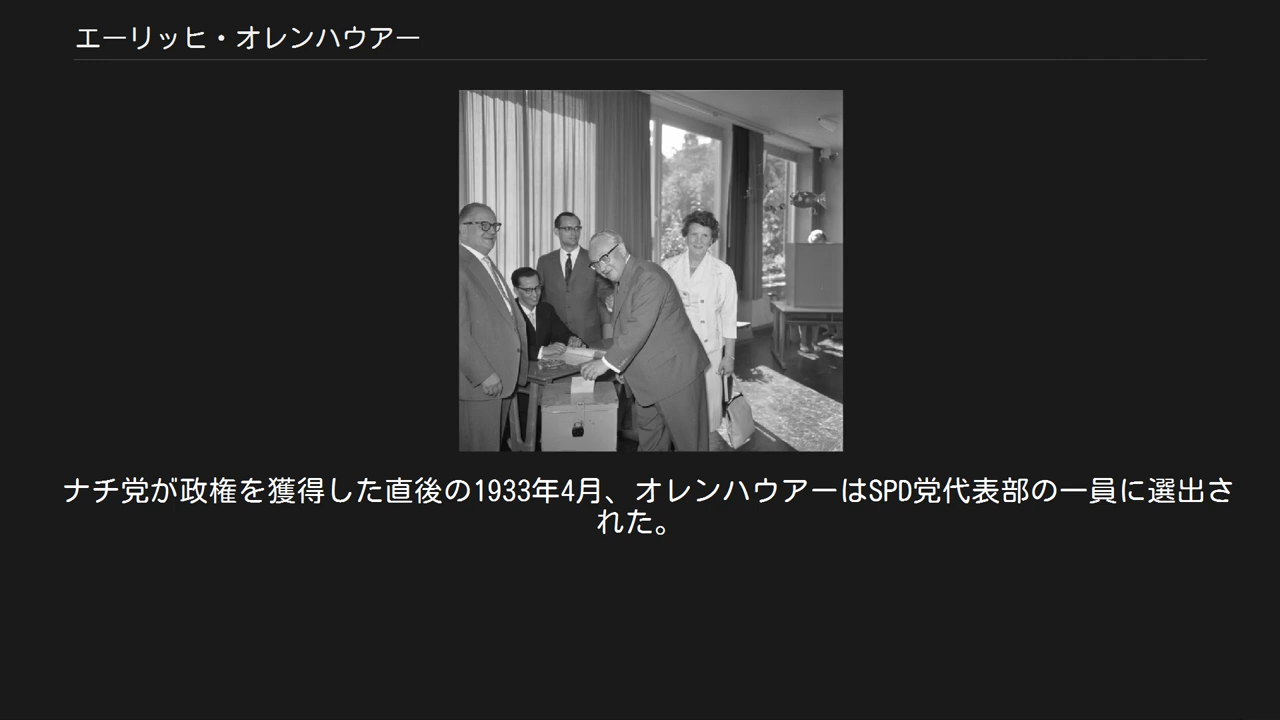 エーリッヒ・オレンハウアー
ナチ党が政権を獲得した直後の1933年4月、オレンハウアーはSPD党代表部の一員に選出さ
れた。